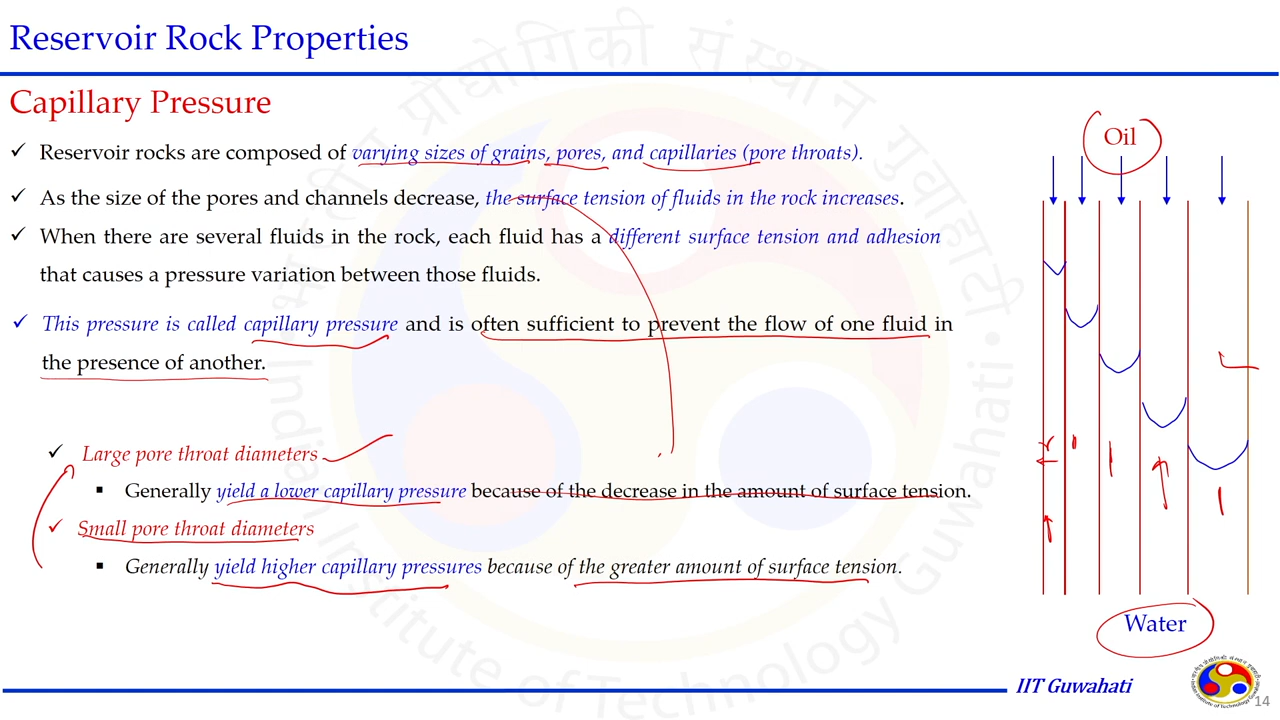 Reservoir Rock Properties
Capillary Pressure
✓ Reservoir rocks are composed of varying sizes of grains, pores, and capillaries (pore throats).
✓ As the size of the pores and channels decrease, the surface tension of fluids in the rock increases.
✓ When there are several fluids in the rock, each fluid has a different surface tension and adhesion
that causes a pressure variation between those fluids.
✓ This pressure is called capillary pressure and is often sufficient to prevent the flow of one fluid in
the presence of another.
✓ Large pore throat diameters
▪ Generally yield a lower capillary pressure because of the decrease in the amount of surface tension.
✓ Small pore throat diameters
▪ Generally yield higher capillary pressures because of the greater amount of surface tension.
Oil
Water
IIT Guwahati
14
Indian Institute of Technology Guwahati